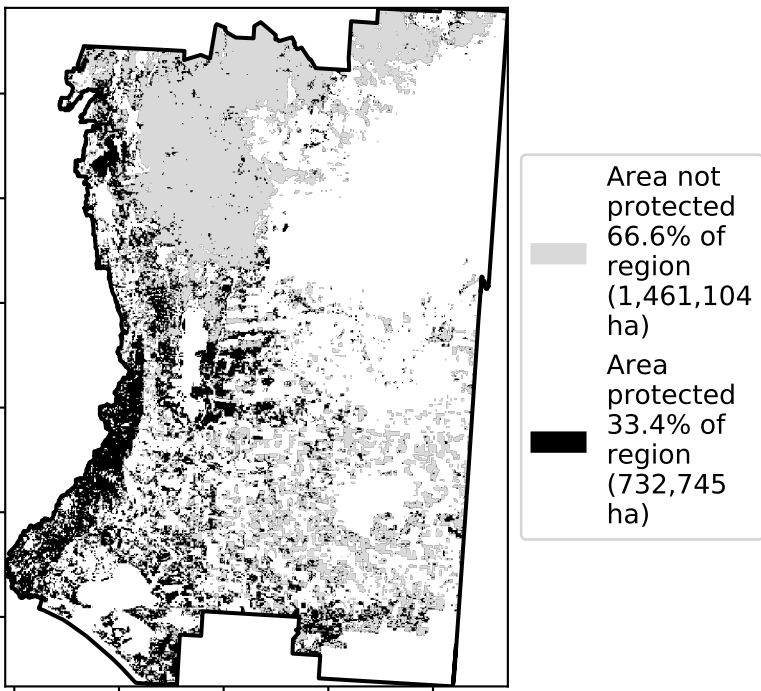 Area not
protected
66.6% of
region
(1,461,104
ha)
Area
protected
33.4% of
region
(732,745
ha)